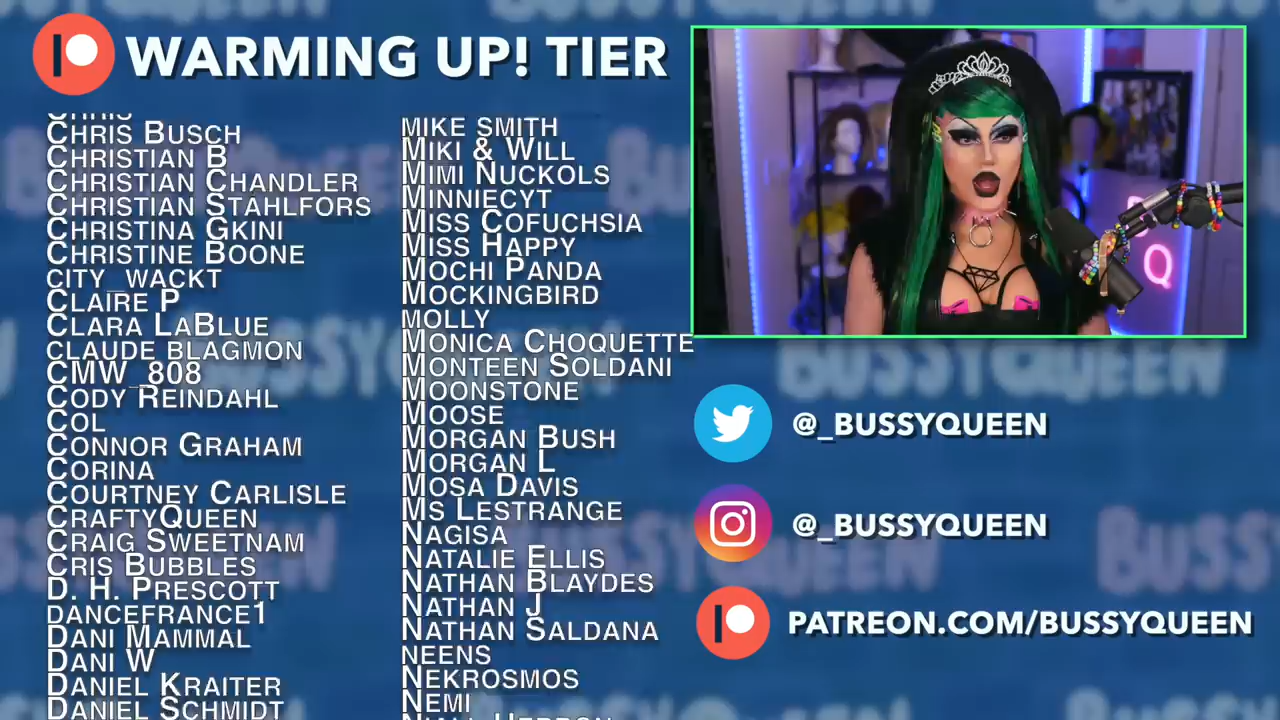 WARMING UP! TIER
CHRIS
CHRIS BUSCH
CHRISTIAN B
CHRISTIAN CHANDLER
CHRISTIAN STAHLFORS
CHRISTINA GKINI
CHRISTINE BOONE
CITY_WACKT
CLAIRE P
CLARA LABLUE
CLAUDE BLAGMON
CMW_808
CODY REINDAHL
COL
CONNOR GRAHAM
CORINA
COURTNEY CARLISLE
CRAFTYQUEEN
CRAIG SWEETNAM
CRIS BUBBLES
D. H. PRESCOTT
DANCEFRANCE1
DANI MAMMAL
DANI W
DANIEL KRAITER
DANIEL SCHMIDT
MIKE SMITH
MIKI & WILL
MIMI NUCKOLS
MINNIECYT
MISS COFUCHSIA
MISS HAPPY
MOCHI PANDA
MOCKINGBIRD
MOLLY
MONICA CHOQUETTE
MONTEEN SOLDANI
MOONSTONE
MOOSE
MORGAN BUSH
MORGAN L
MOSA DAVIS
MS LESTRANGE
NAGISA
NATALIE ELLIS
NATHAN BLAYDES
NATHAN J
NATHAN SALDANA
NEENS
NEKROSMOS
NEMI
Q
@_BUSSYQUEEN
@_BUSSYQUEEN
PATREON.COM/BUSSYQUEEN